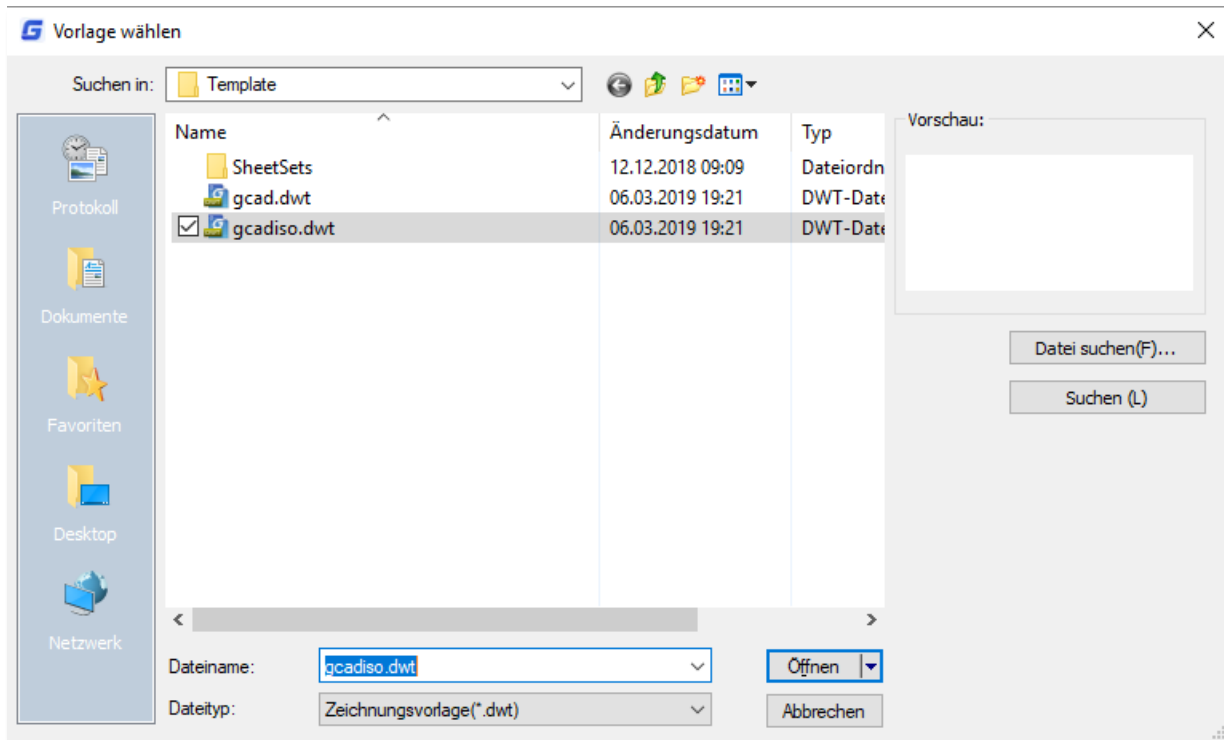 Vorlage wählen
Suchen in: Template
Name Änderungsdatum Typ
SheetSets 12.12.2018 09:09 Dateiordn
gcad.dwt 06.03.2019 19:21 DWT-Date
gcadiso.dwt 06.03.2019 19:21 DWT-Date
Protokoll
Dokumente
Favoriten
Desktop
Netzwerk
Vorschau:
Datei suchen(F)...
Suchen (L)
Dateiname: gcadiso.dwt Öffnen
Dateityp: Zeichnungsvorlage(*.dwt) Abbrechen